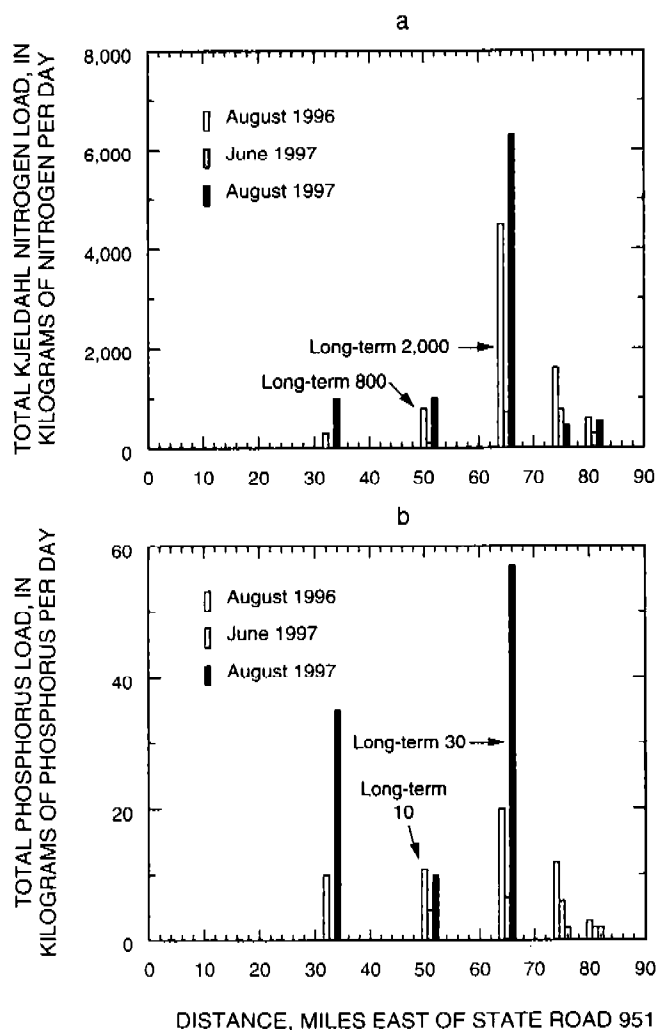 a
TOTAL KJELDAHL NITROGEN LOAD, IN
KILOGRAMS OF NITROGEN PER DAY
8,000
6,000
4,000
2,000
0
August 1996
June 1997
August 1997
Long-term 2,000
Long-term 800
0 10 20 30 40 50 60 70 80 90
b
TOTAL PHOSPHORUS LOAD, IN
KILOGRAMS OF PHOSPHORUS PER DAY
60
40
20
0
August 1996
June 1997
August 1997
Long-term 30
Long-term
10
0 10 20 30 40 50 60 70 80 90
DISTANCE, MILES EAST OF STATE ROAD 951